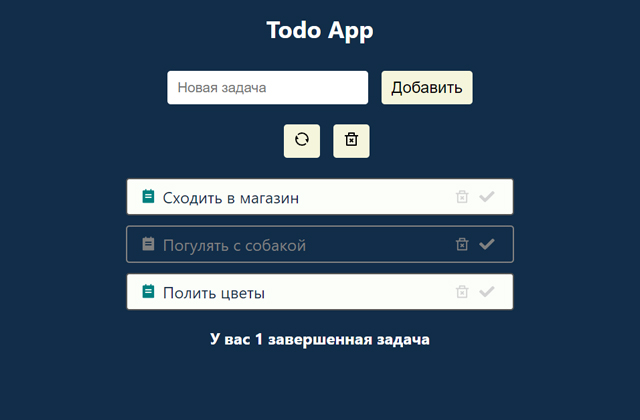 Todo App
Новая задача
Добавить
Сходить в магазин
Погулять с собакой
Полить цветы
У вас 1 завершенная задача